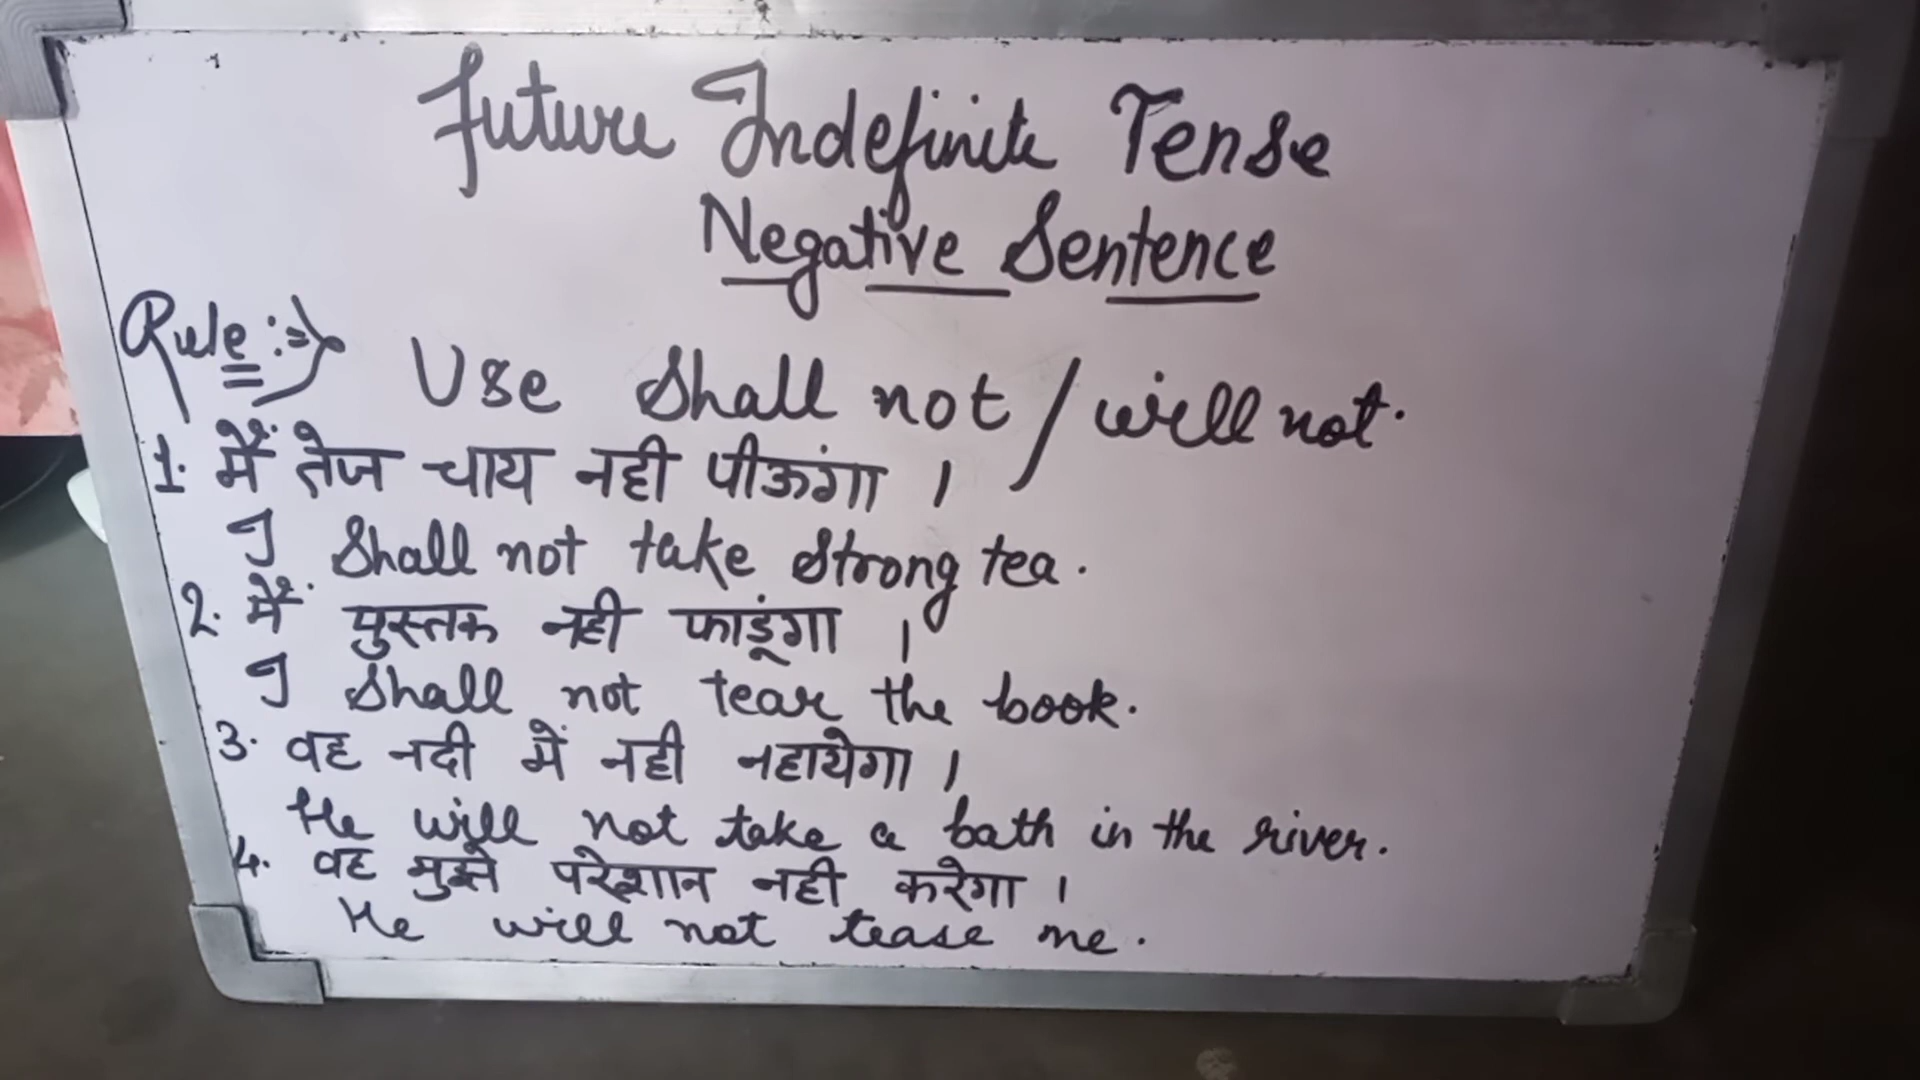 Future Indefinite Tense
Negative Sentence
Rule :=> Use Shall not / will not.
1. मैं तेज चाय नही पीऊंगा ।
I Shall not take Strong tea.
2. मैं पुस्तक नही फाडूंगा ।
I Shall not tear the book.
3. वह नदी में नही नहायेगा ।
He will not take a bath in the river.
4. वह मुझे परेशान नही करेगा ।
He will not tease me.